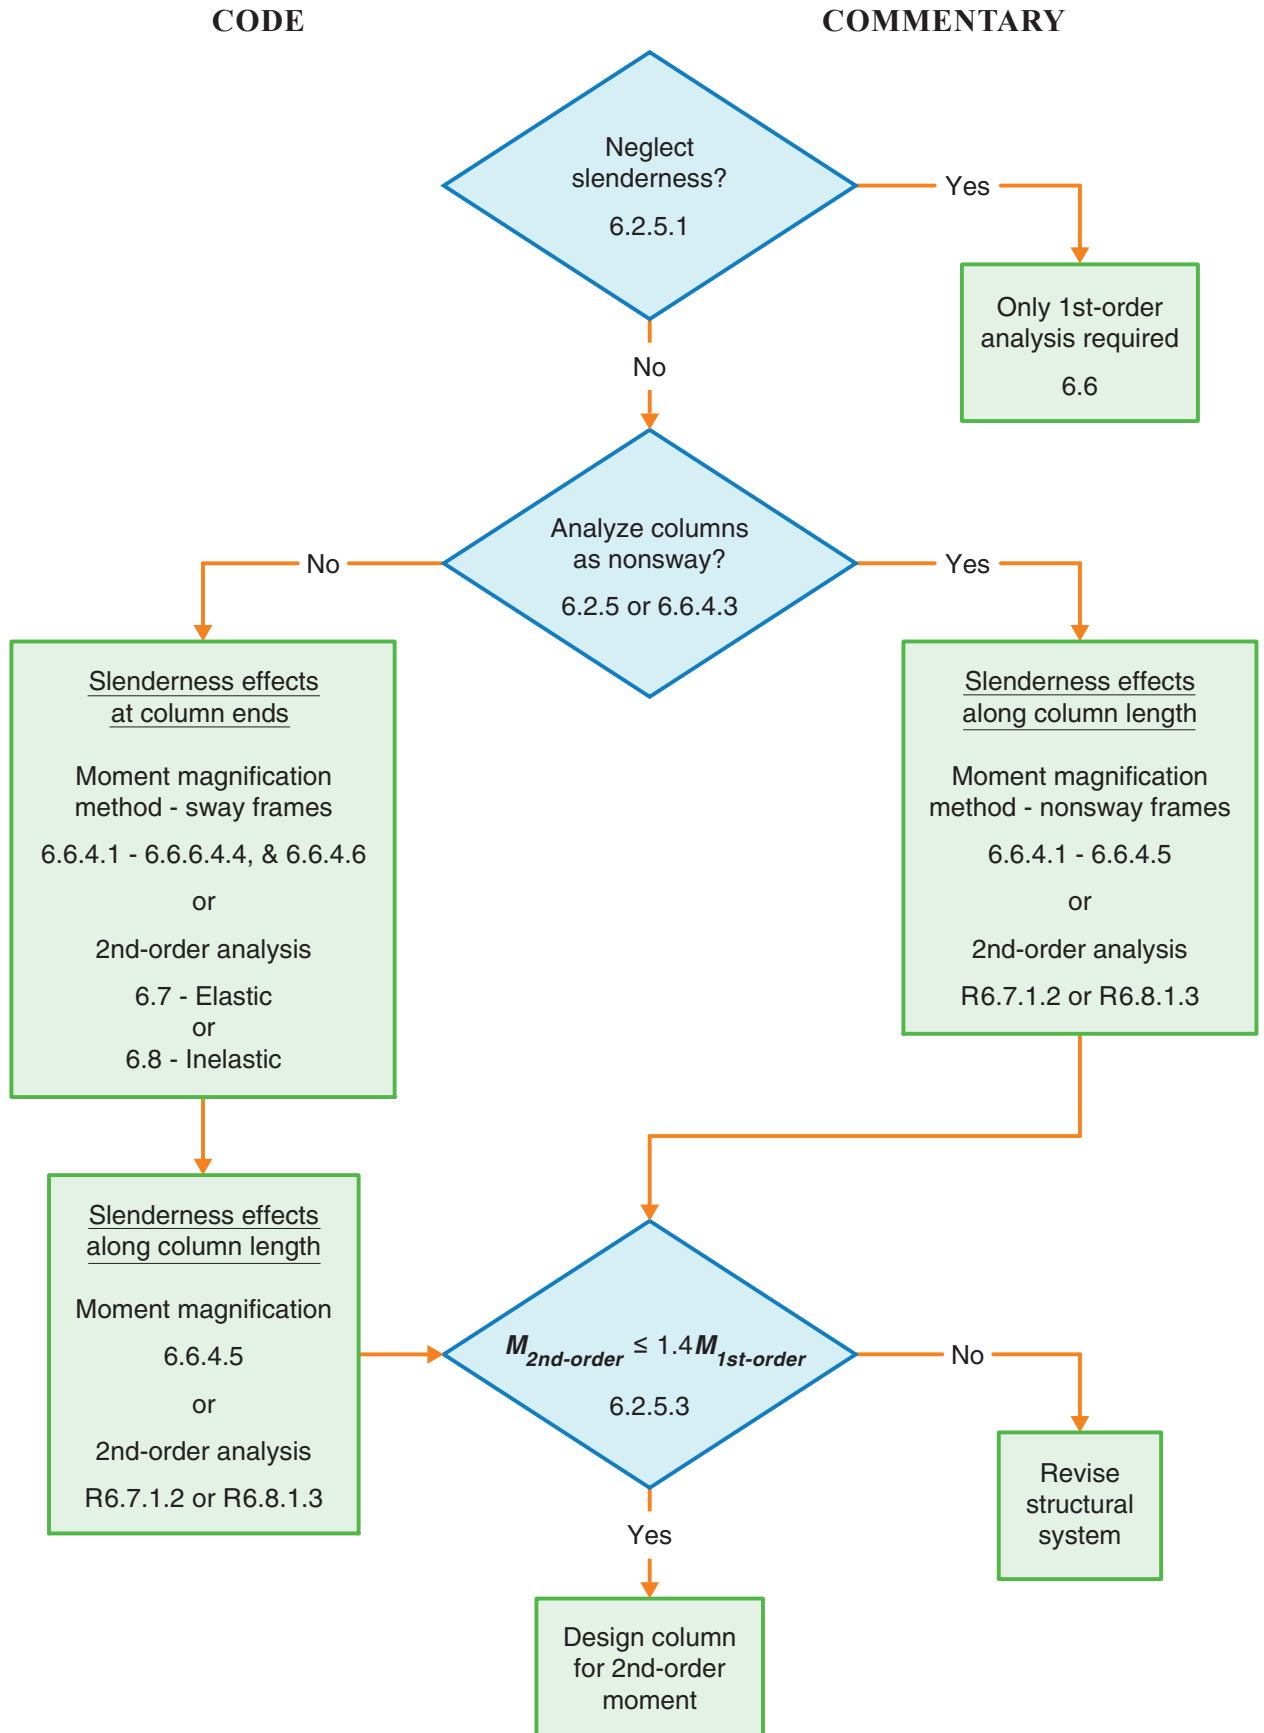 CODE
COMMENTARY
Neglect
slenderness?
6.2.5.1
Yes
Only 1st-order
analysis required
6.6
No
Analyze columns
as nonsway?
6.2.5 or 6.6.4.3
No
Yes
Slenderness effects
at column ends
Moment magnification
method - sway frames
6.6.4.1 - 6.6.6.4.4, & 6.6.4.6
or
2nd-order analysis
6.7 - Elastic
or
6.8 - Inelastic
Slenderness effects
along column length
Moment magnification
method - nonsway frames
6.6.4.1 - 6.6.4.5
or
2nd-order analysis
R6.7.1.2 or R6.8.1.3
Slenderness effects
along column length
Moment magnification
6.6.4.5
or
2nd-order analysis
R6.7.1.2 or R6.8.1.3
M2nd-order ≤ 1.4M1st-order
6.2.5.3
No
Revise
structural
system
Yes
Design column
for 2nd-order
moment